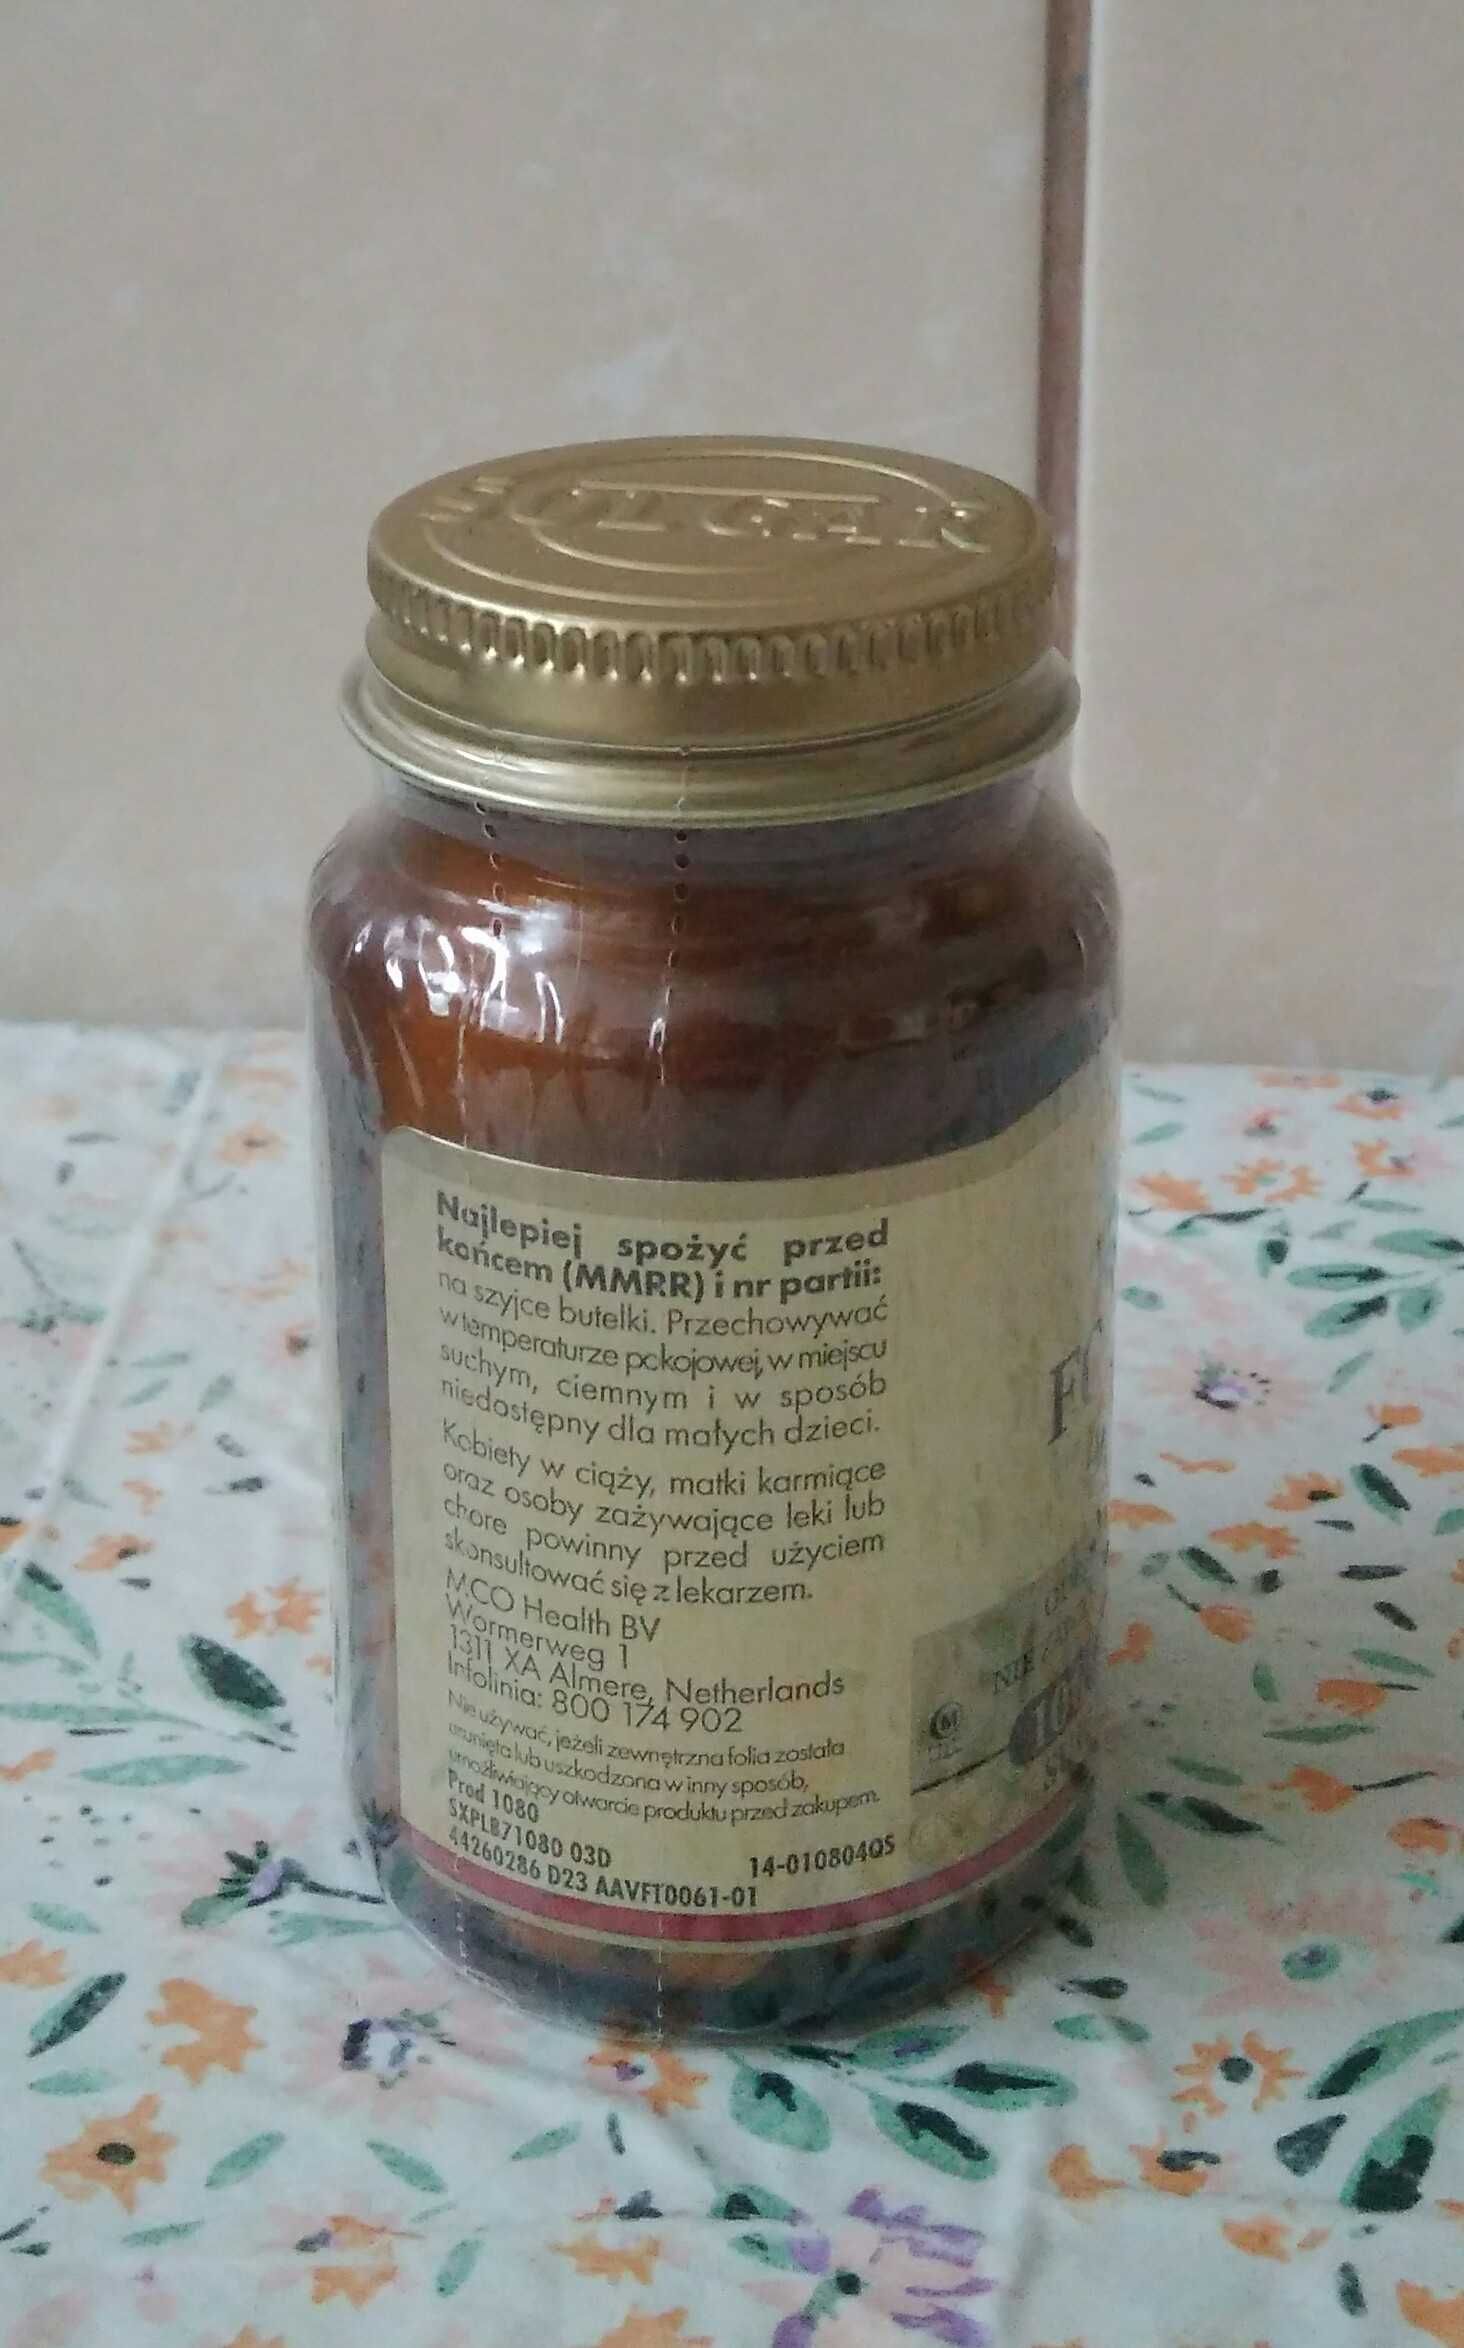 SOLGAR
Najlepiej spożyć przed
końcem (MMRR) i nr partii:
na szyjce butelki. Przechowywać
w temperaturze pokojowej, w miejscu
suchym, ciemnym i w sposób
niedostępny dla małych dzieci.
Kobiety w ciąży, matki karmiące
oraz osoby zażywające leki lub
chore powinny przed użyciem
skonsultować się z lekarzem.
MCO Health BV
Wormerweg 1
1311 XA Almere, Netherlands
Infolinia: 800 174 902
Nie używać, jeżeli zewnętrzna folia została
usunięta lub uszkodzona w inny sposób,
umożliwiający otwarcie produktu przed zakupem.
Prod 1080
SXPLB71080 03D
14-010804QS
44260286 D23 AAVFT0061-01
NIE